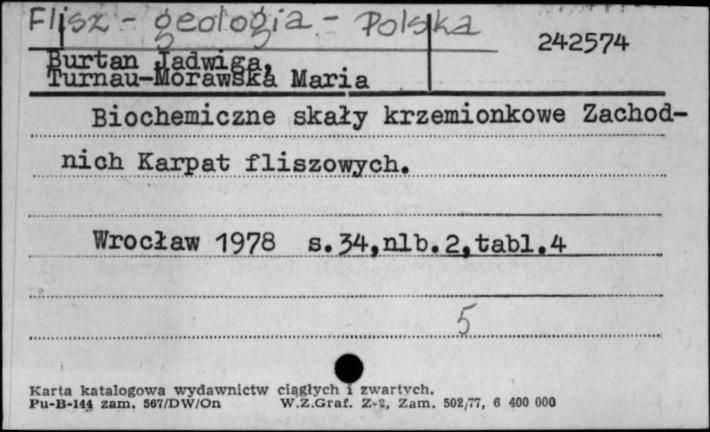 Flisz - geologia - Polska
242574
Burtan Jadwiga,
Turnau-Morawska Maria
Biochemiczne skały krzemionkowe Zachod-
nich Karpat fliszowych.
Wrocław 1978 s.34,nlb.2,tabl.4
5
Karta katalogowa wydawnictw ciągłych i zwartych.
Pu-B-144 zam. 567/DW/On W.Z.Graf. Z-2, Zam. 502/77, 6 400 000